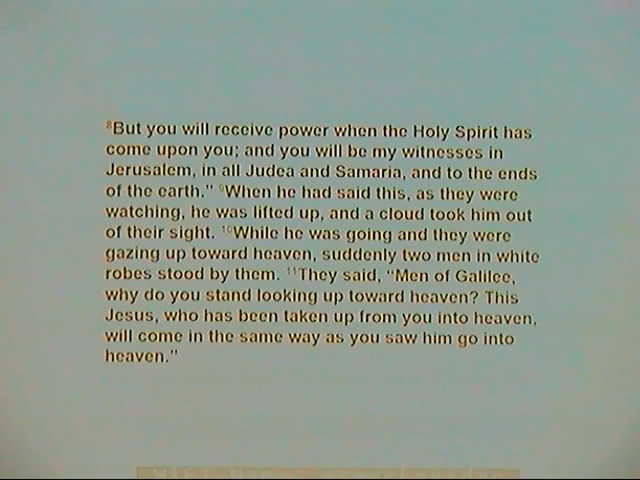 ⁸But you will receive power when the Holy Spirit has
come upon you; and you will be my witnesses in
Jerusalem, in all Judea and Samaria, and to the ends
of the earth.” ⁹When he had said this, as they were
watching, he was lifted up, and a cloud took him out
of their sight. ¹⁰While he was going and they were
gazing up toward heaven, suddenly two men in white
robes stood by them. ¹¹They said, “Men of Galilee,
why do you stand looking up toward heaven? This
Jesus, who has been taken up from you into heaven,
will come in the same way as you saw him go into
heaven.”